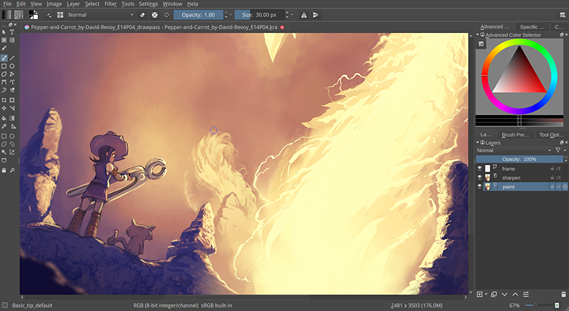 File Edit View Image Layer Select Filter Tools Settings Window Help
Normal Opacity: 1.00 Size: 30.00 px
Pepper-and-Carrot_by-David-Revoy_E14P04_drawpass - Pepper-and-Carrot_by-David-Revoy_E14P04.kra
Advanced ... Specific ... C...
Advanced Color Selector
La... Brush Pre... Tool Opt...
Layers
Normal
Opacity: 100%
frame
sharpen
paint
Basic_tip_default RGB (8-bit integer/channel) sRGB built-in 2481 x 3503 (176.0M) 67%